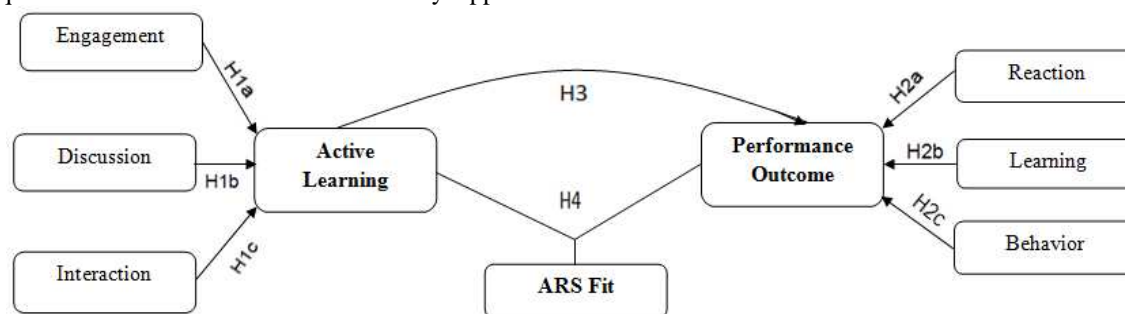 Engagement
H1a
Discussion
H1b
Interaction
H1c
Active
Learning
H3
H4
ARS Fit
Performance
Outcome
H2a
Reaction
H2b
Learning
H2c
Behavior